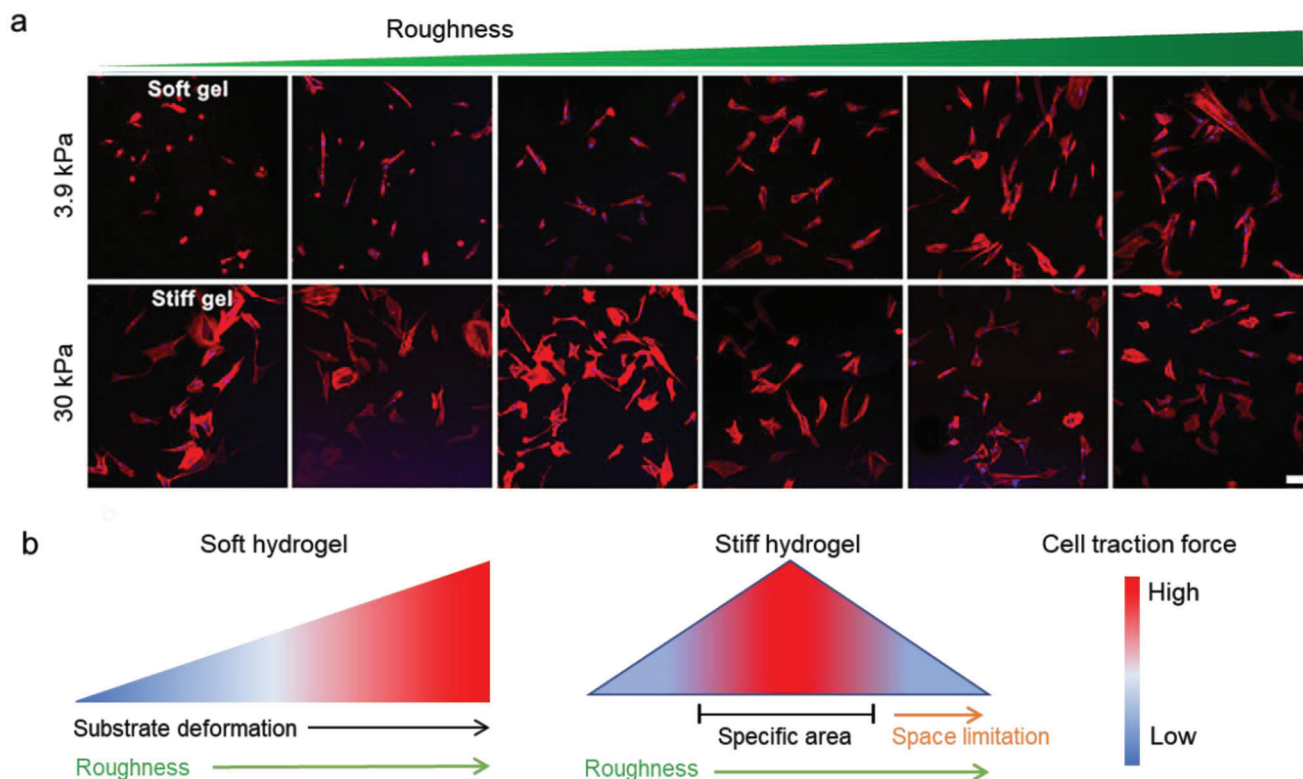 a
Roughness
Soft gel
3.9 kPa
Stiff gel
30 kPa
b
Soft hydrogel
Stiff hydrogel
Cell traction force
High
Low
Substrate deformation
Roughness
Specific area
Space limitation
Roughness